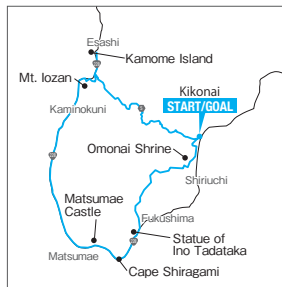 Esashi
Kamome Island
Mt. Iozan
Kikonai
START/GOAL
Kaminokuni
Omonai Shrine
Shiriuchi
Matsumae
Castle
Fukushima
Statue of
Ino Tadataka
Matsumae
Cape Shiragami